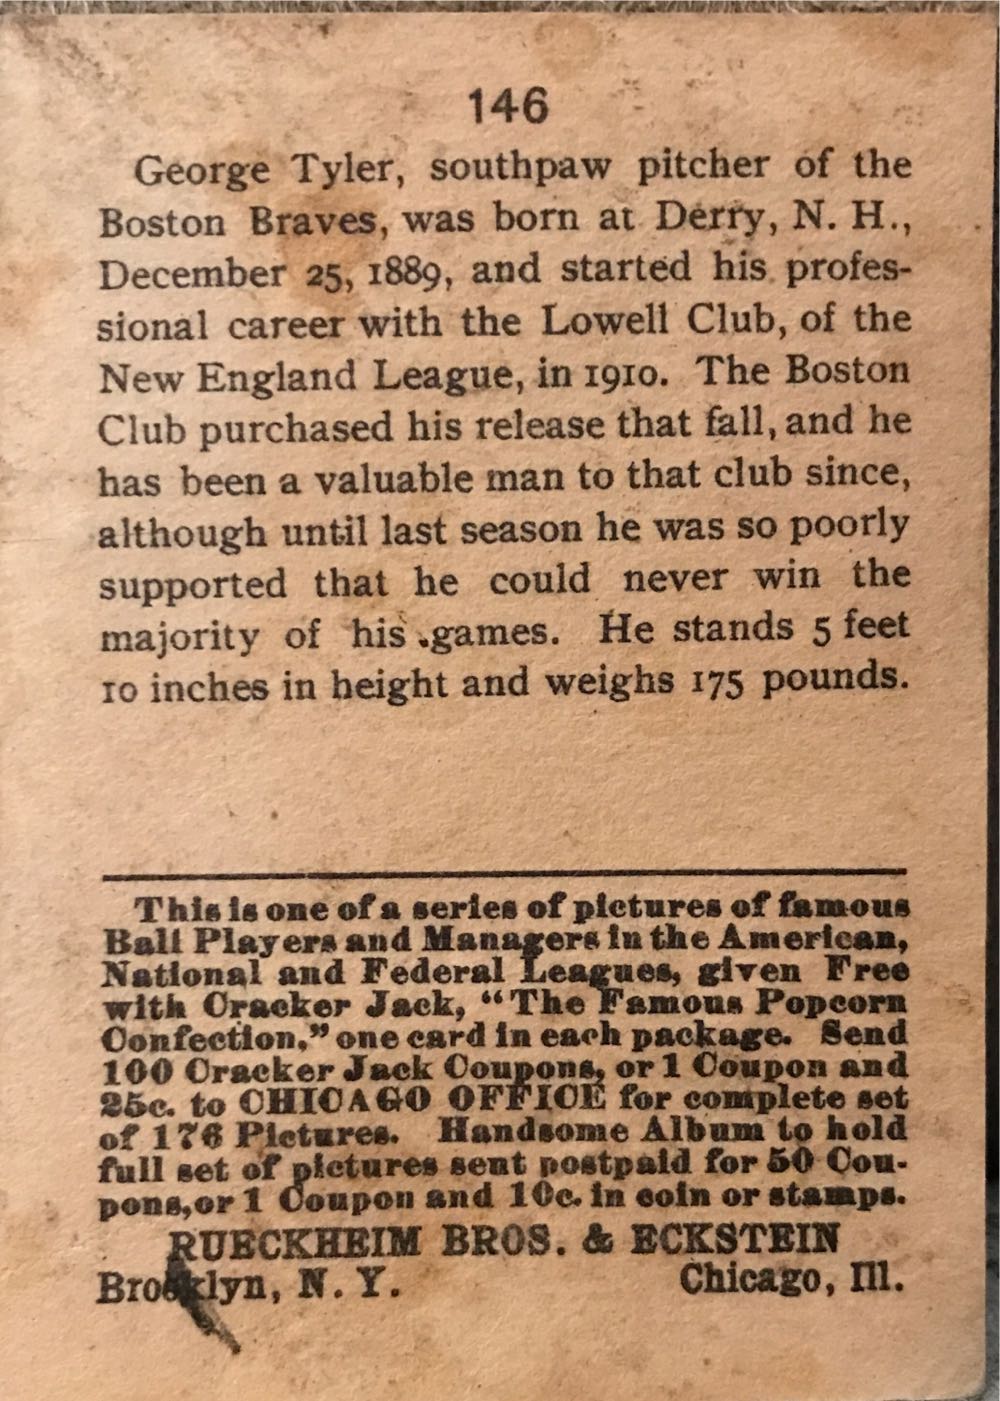 146
George Tyler, southpaw pitcher of the
Boston Braves, was born at Derry, N. H.,
December 25, 1889, and started his profes-
sional career with the Lowell Club, of the
New England League, in 1910. The Boston
Club purchased his release that fall, and he
has been a valuable man to that club since,
although until last season he was so poorly
supported that he could never win the
majority of his games. He stands 5 feet
10 inches in height and weighs 175 pounds.
This is one of a series of pictures of famous
Ball Players and Managers in the American,
National and Federal Leagues, given Free
with Cracker Jack, “The Famous Popcorn
Confection,” one card in each package. Send
100 Cracker Jack Coupons, or 1 Coupon and
25c. to CHICAGO OFFICE for complete set
of 176 Pictures. Handsome Album to hold
full set of pictures sent postpaid for 50 Cou-
pons, or 1 Coupon and 10c. in coin or stamps.
RUECKHEIM BROS. & ECKSTEIN
Brooklyn, N. Y. Chicago, Ill.